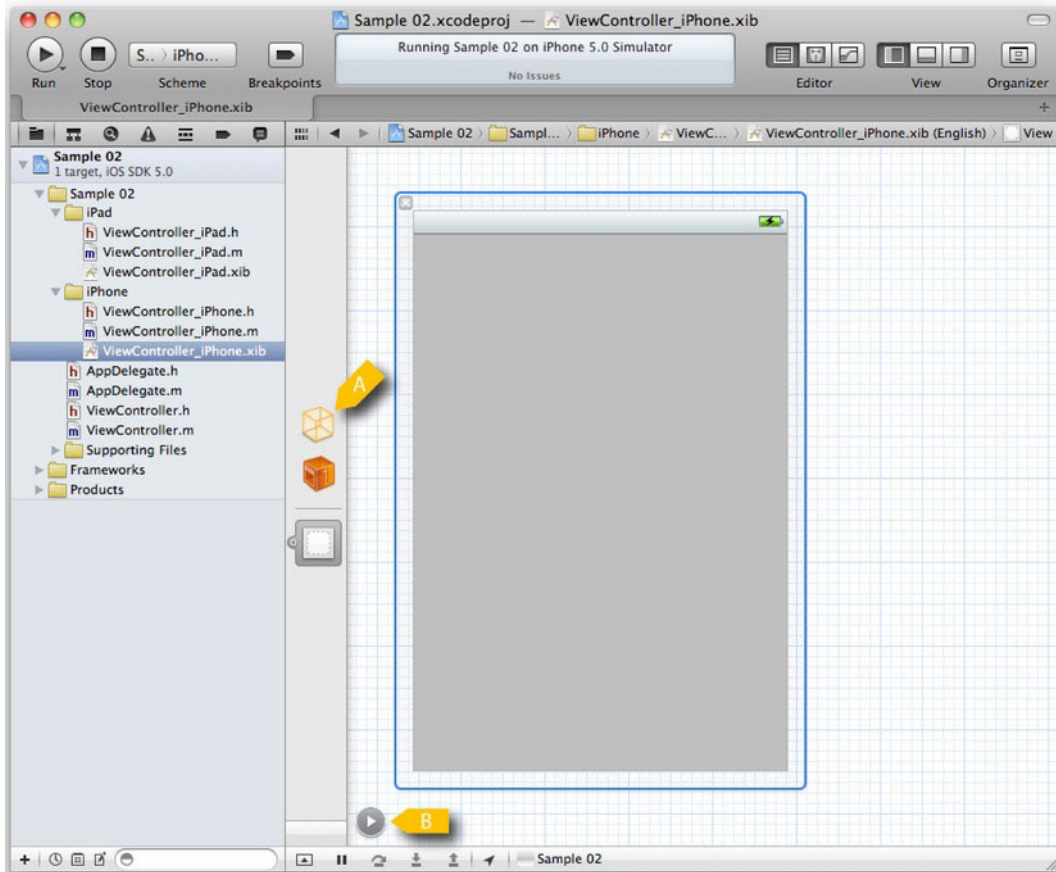 Sample 02.xcodeproj — ViewController_iPhone.xib
Run
Stop
S.. iPho...
Scheme
Breakpoints
Running Sample 02 on iPhone 5.0 Simulator
No Issues
Editor
View
Organizer
ViewController_iPhone.xib
Sample 02 Sampl... iPhone ViewC... ViewController_iPhone.xib (English) View
Sample 02
1 target, iOS SDK 5.0
Sample 02
iPad
h ViewController_iPad.h
m ViewController_iPad.m
ViewController_iPad.xib
iPhone
h ViewController_iPhone.h
m ViewController_iPhone.m
ViewController_iPhone.xib
h AppDelegate.h
m AppDelegate.m
h ViewController.h
m ViewController.m
Supporting Files
Frameworks
Products
A
B
Sample 02